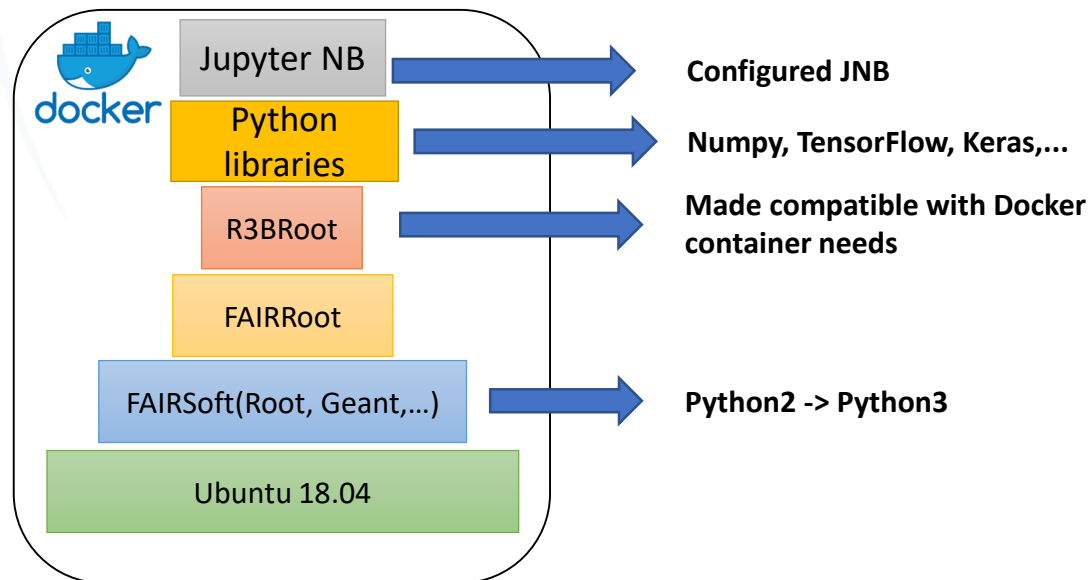 docker
Jupyter NB
Configured JNB
Python
libraries
Numpy, TensorFlow, Keras,...
R3BRoot
Made compatible with Docker
container needs
FAIRRoot
FAIRSoft(Root, Geant,...)
Python2 -> Python3
Ubuntu 18.04